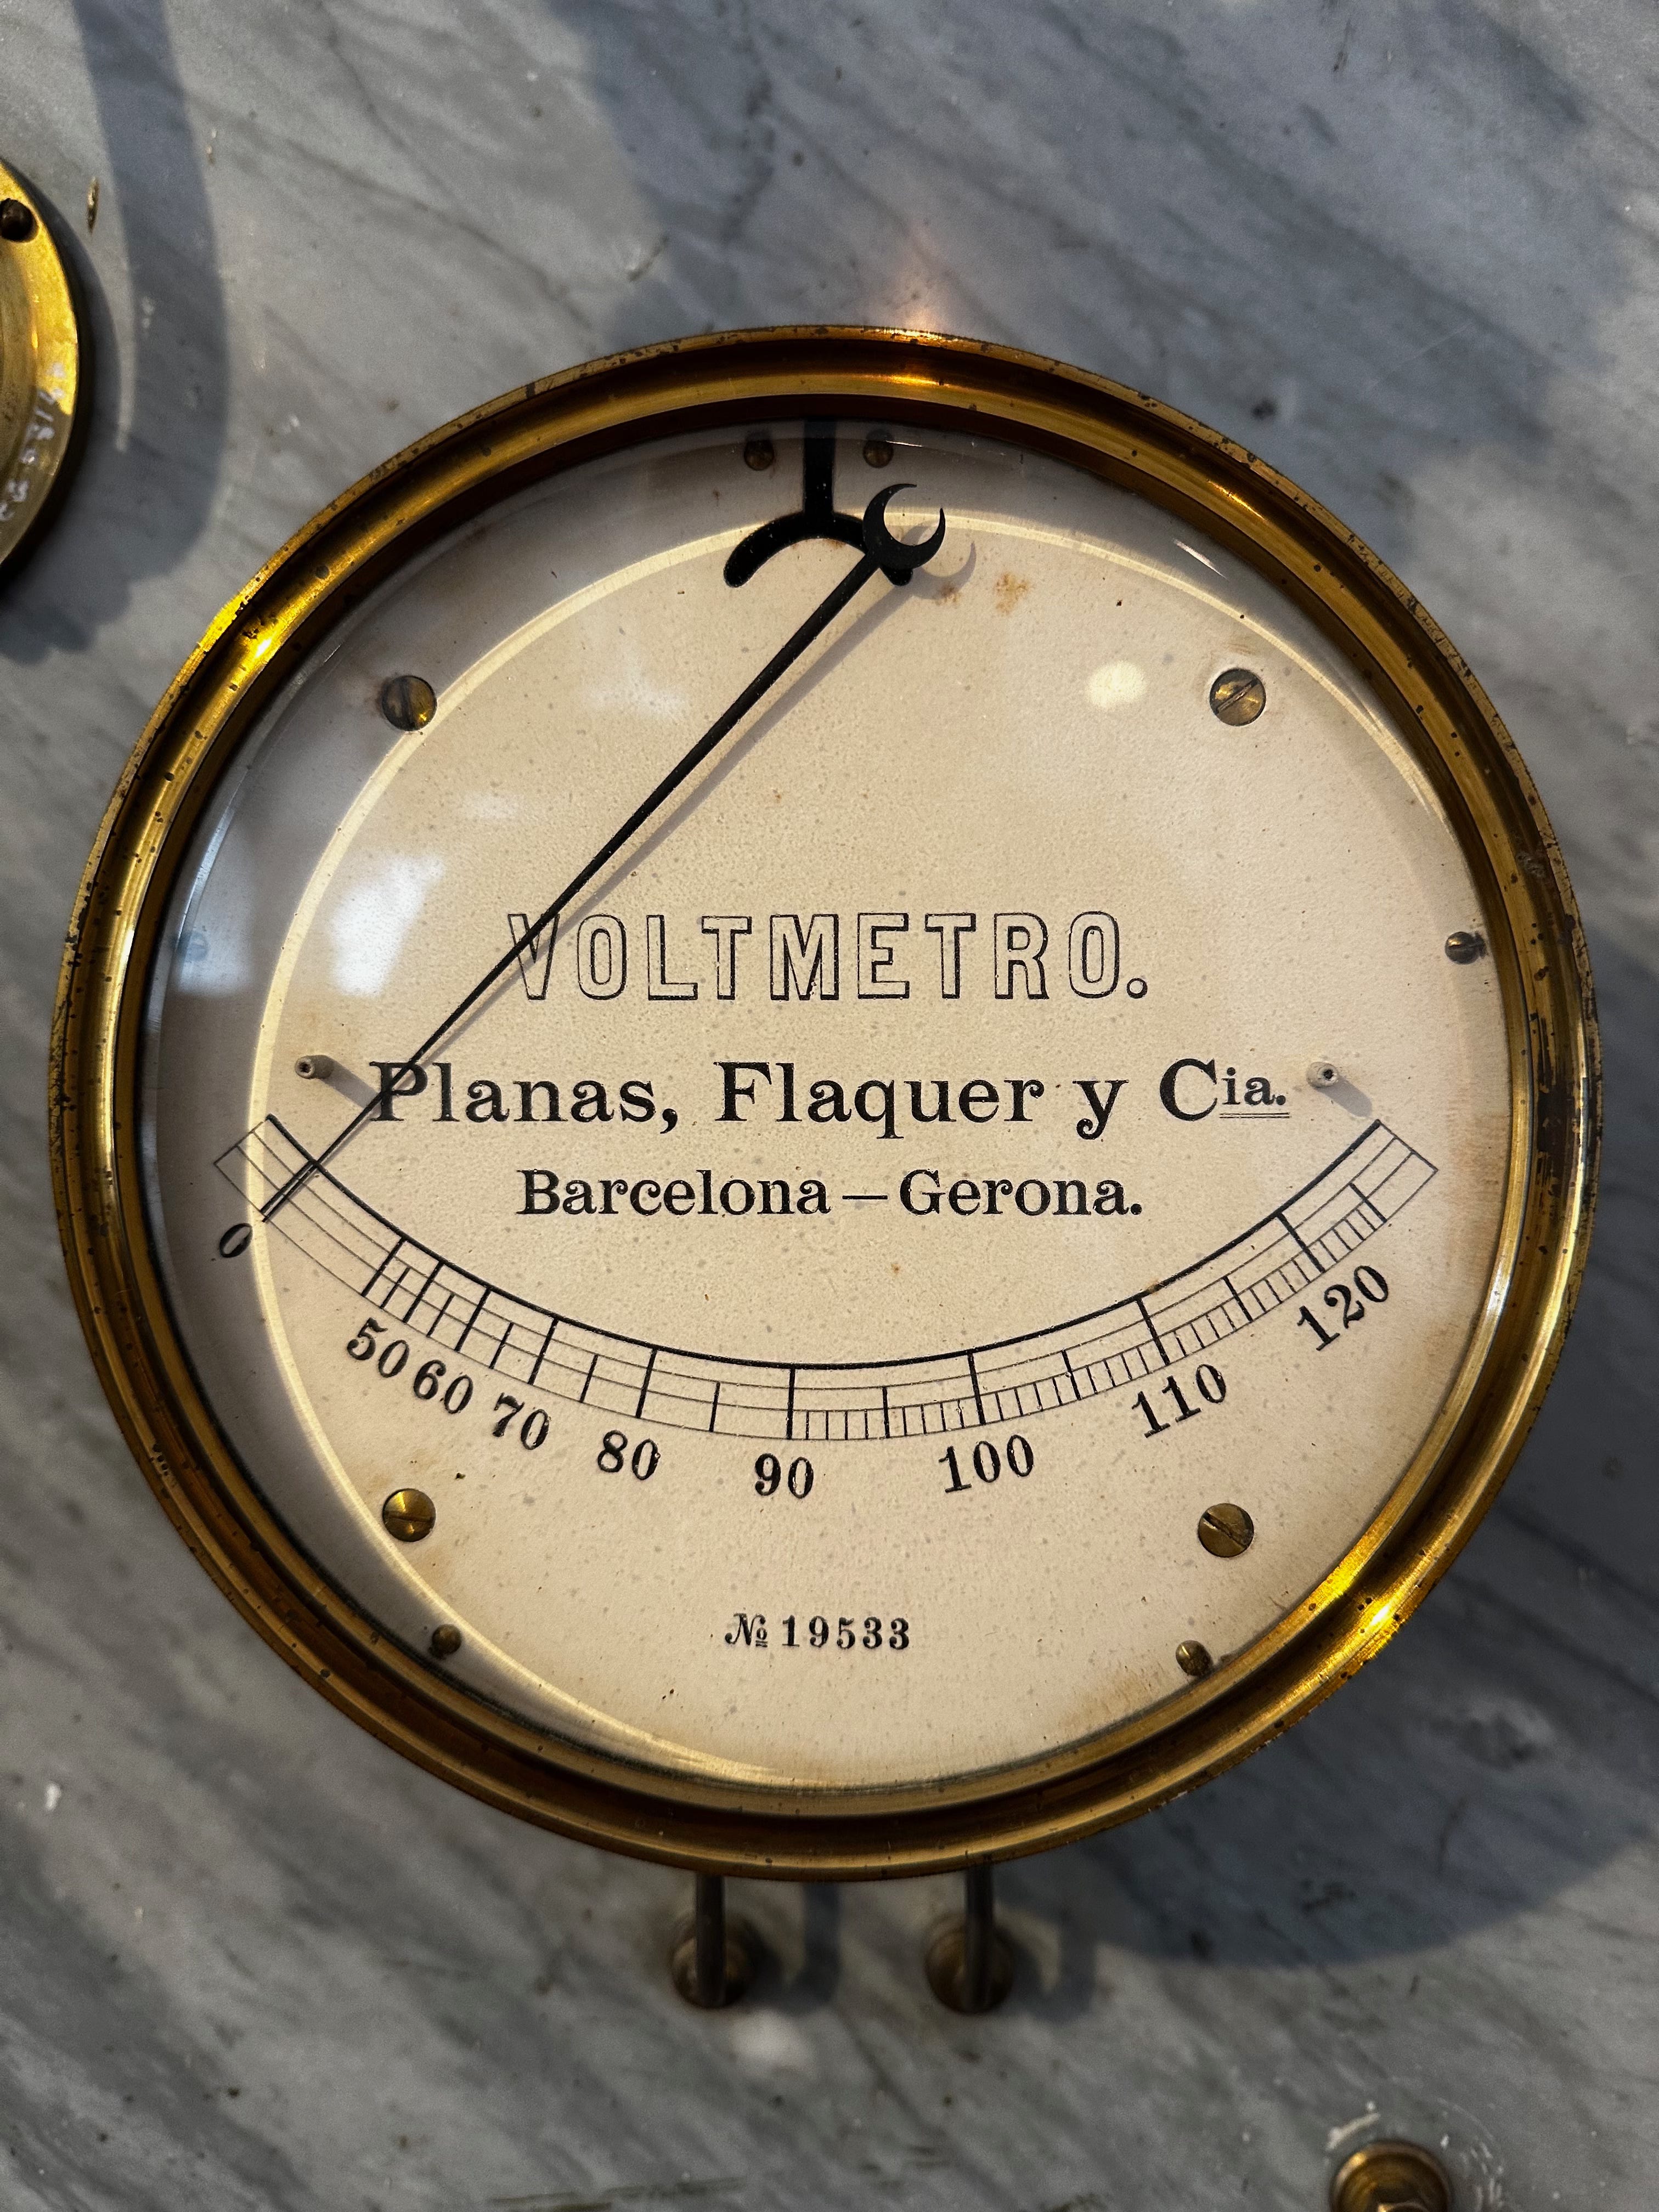 VOLTMETRO.
Planas, Flaquer y Cia.
Barcelona — Gerona.
0 50 60 70 80 90 100 110 120
№ 19533